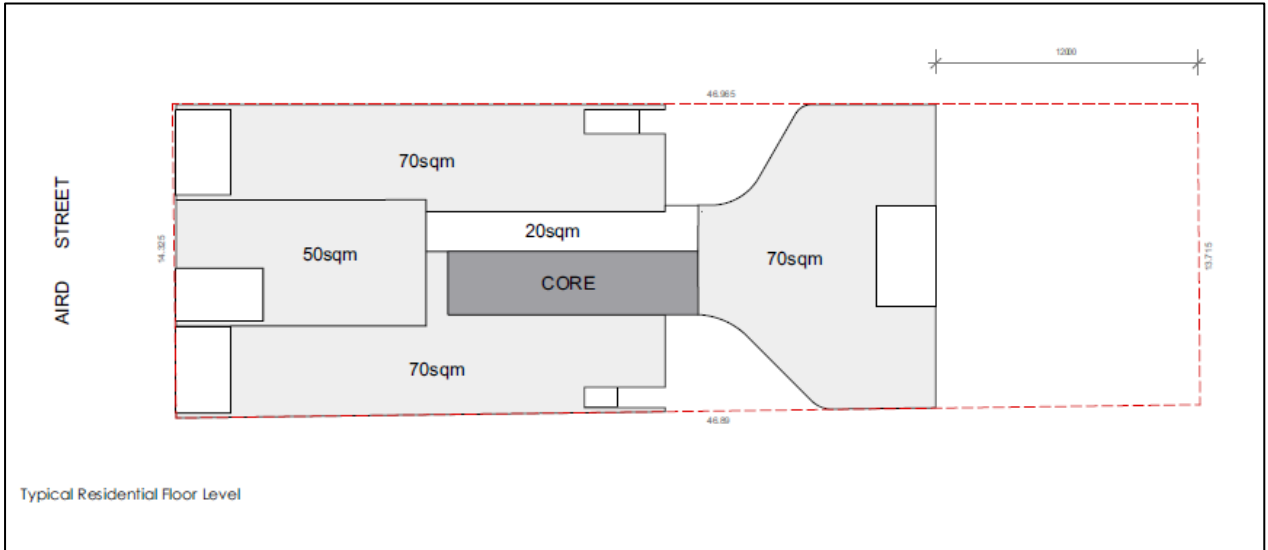 12000
46.965
70sqm
AIRD STREET
14.325
50sqm
20sqm
CORE
70sqm
13.715
70sqm
46.89
Typical Residential Floor Level